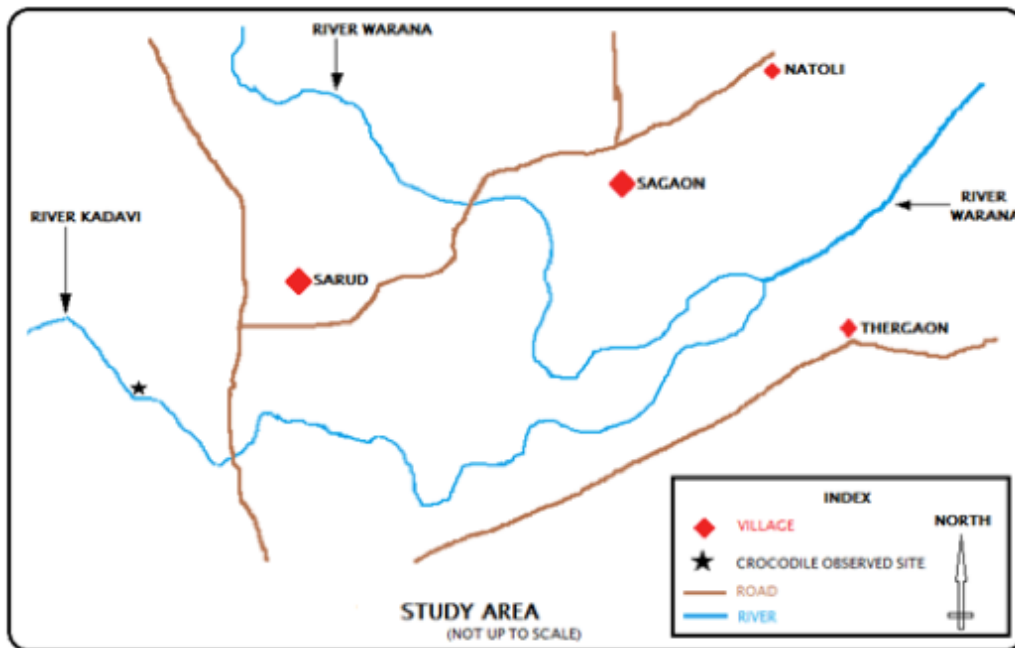 RIVER WARANA
NATOLI
SAGAON
RIVER
WARANA
RIVER KADAVI
SARUD
THERGAON
INDEX
VILLAGE
NORTH
CROCODILE OBSERVED SITE
ROAD
RIVER
STUDY AREA
(NOT UP TO SCALE)